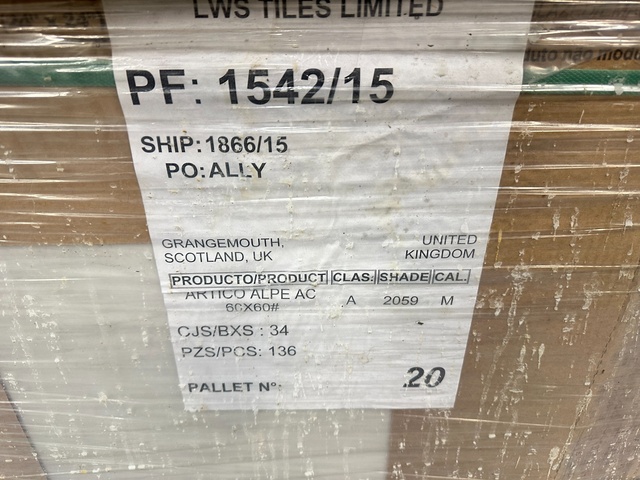 LWS TILES LIMITED
PF: 1542/15
SHIP:1866/15
PO:ALLY
GRANGEMOUTH, UNITED
SCOTLAND, UK KINGDOM
PRODUCTO/PRODUCT CLAS. SHADE CAL.
ARTICO ALPE AC A 2059 M
60X60#
CJS/BXS : 34
PZS/PCS: 136
PALLET Nº: .20